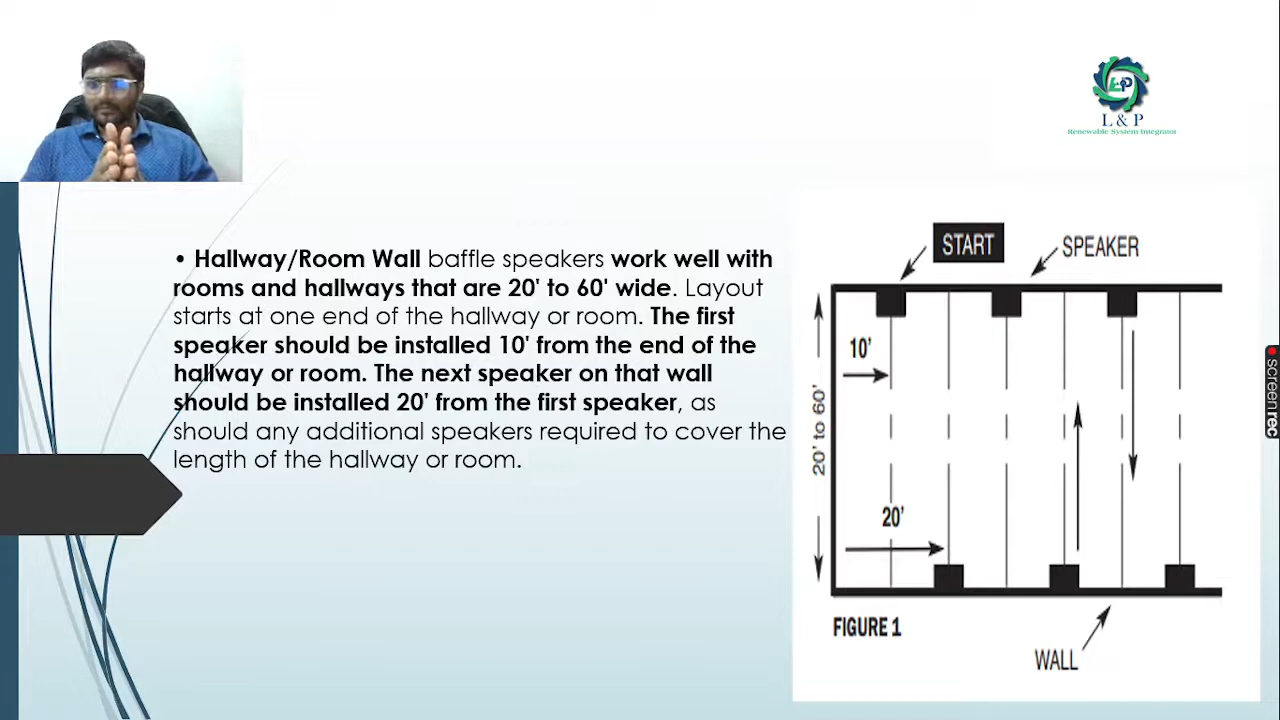 L&P
L & P
Renewable System Integrator
• Hallway/Room Wall baffle speakers work well with
rooms and hallways that are 20' to 60' wide. Layout
starts at one end of the hallway or room. The first
speaker should be installed 10' from the end of the
hallway or room. The next speaker on that wall
should be installed 20' from the first speaker, as
should any additional speakers required to cover the
length of the hallway or room.
START
SPEAKER
10'
20' to 60'
20'
FIGURE 1
WALL
screenrec